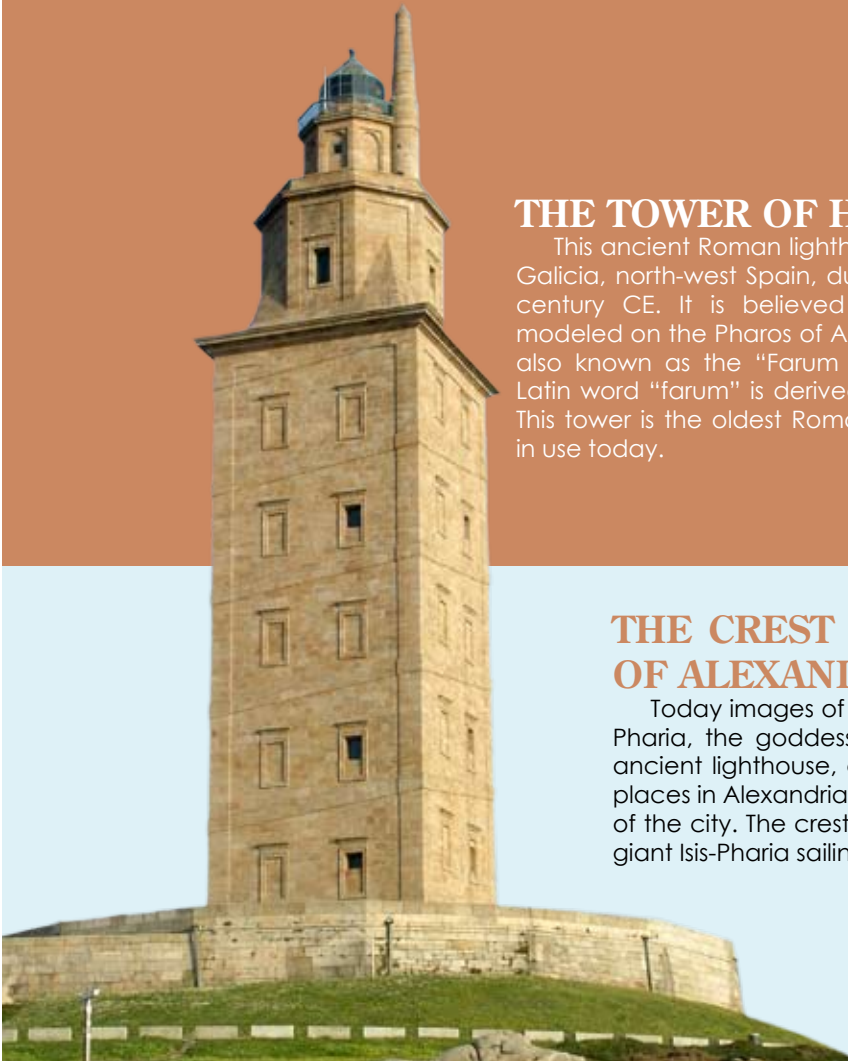 THE TOWER OF H
This ancient Roman lighth
Galicia, north-west Spain, du
century CE. It is believed
modeled on the Pharos of A
also known as the “Farum
Latin word “farum” is derive
This tower is the oldest Roma
in use today.
THE CREST
OF ALEXAND
Today images of
Pharia, the goddess
ancient lighthouse,
places in Alexandria
of the city. The crest
giant Isis-Pharia sailin